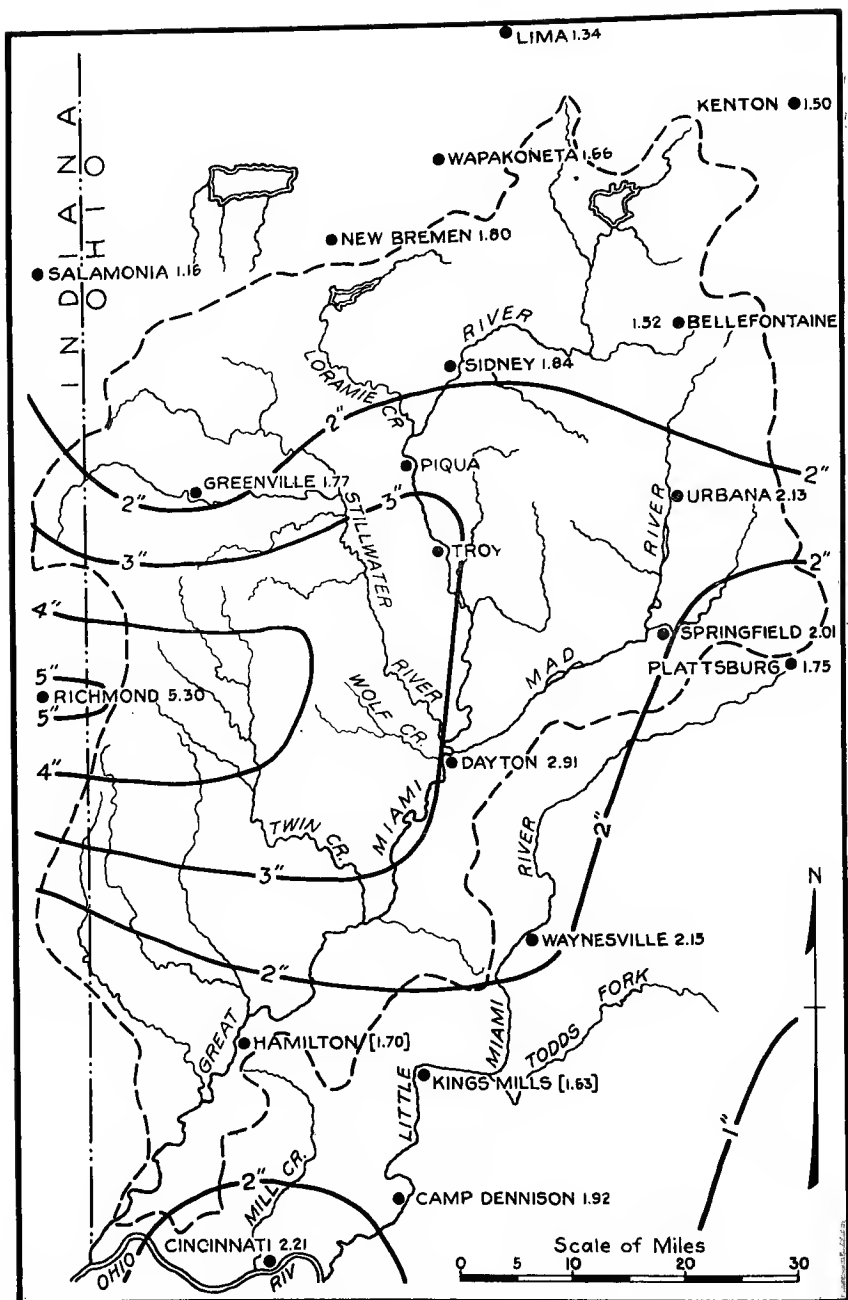 LIMA 1.34
KENTON 1.50
WAPAKONETA 1.66
INDIANA
OHIO
NEW BREMEN 1.80
SALAMONIA 1.16
1.52 BELLEFONTAINE
RIVER
SIDNEY 1.84
LORAMIE CR
2"
2"
PIQUA
GREENVILLE 1.77
3"
URBANA 2.13
2"
STILLWATER
RIVER
TROY
3"
2"
4"
SPRINGFIELD 2.01
PLATTSBURG 1.75
MAD
5"
RICHMOND 5.30
5"
RIVER
WOLF CR.
DAYTON 2.91
4"
MIAMI
TWIN CR.
2"
3"
RIVER
N
WAYNESVILLE 2.15
2"
TODDS FORK
GREAT
HAMILTON [1.70]
MIAMI
KINGS MILLS [1.63]
LITTLE
1"
MILL CR.
2"
CAMP DENNISON 1.92
CINCINNATI 2.21
OHIO RIV
Scale of Miles
0 5 10 20 30